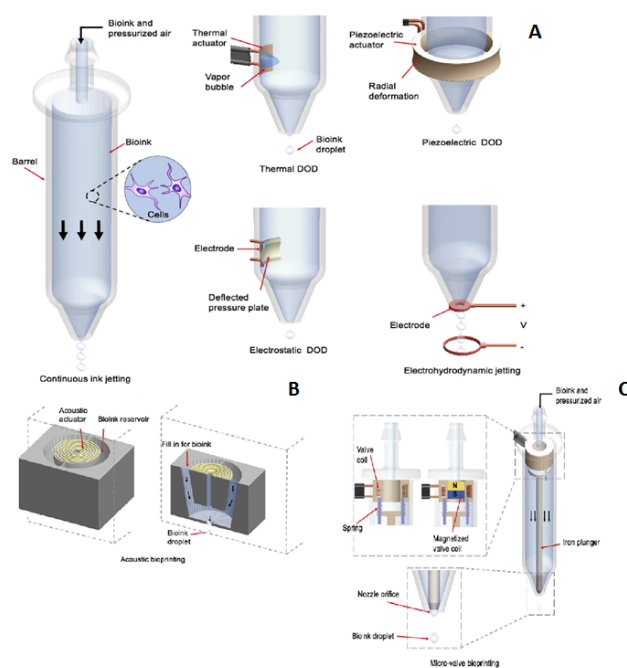 A
Bioink and
pressurized air
Barrel
Bioink
Cells
Continuous ink jetting
Thermal
actuator
Vapor
bubble
Bioink
droplet
Thermal DOD
Piezoelectric
actuator
Radial
deformation
Piezoelectric DOD
Electrode
Deflected
pressure plate
Electrostatic DOD
Electrode
+
V
-
Electrohydrodynamic jetting
B
Acoustic
actuator
Bioink reservoir
Fill in for bioink
Bioink
droplet
Acoustic bioprinting
C
Bioink and
pressurized air
Valve
coil
Spring
N
S
Magnetized
valve coil
Iron plunger
Nozzle orifice
Bioink droplet
Micro-valve bioprinting